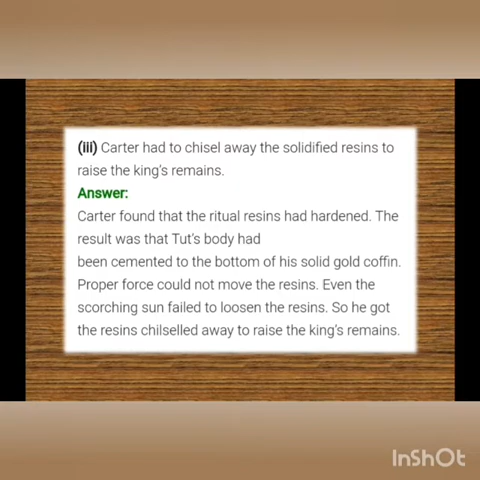 (iii) Carter had to chisel away the solidified resins to
raise the king's remains.
Answer:
Carter found that the ritual resins had hardened. The
result was that Tut's body had
been cemented to the bottom of his solid gold coffin.
Proper force could not move the resins. Even the
scorching sun failed to loosen the resins. So he got
the resins chilselled away to raise the king's remains.
InShOt